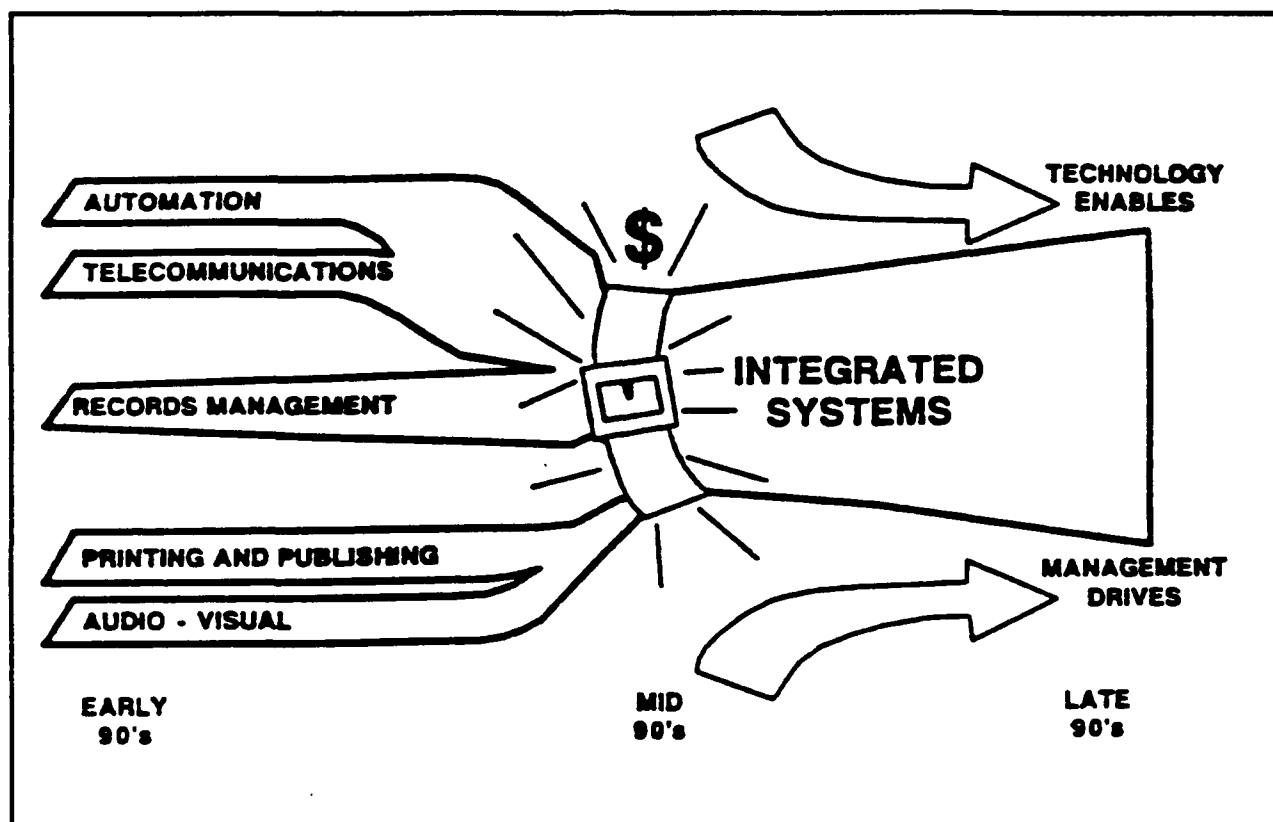 AUTOMATION
TELECOMMUNICATIONS
RECORDS MANAGEMENT
PRINTING AND PUBLISHING
AUDIO - VISUAL
$
INTEGRATED
SYSTEMS
TECHNOLOGY
ENABLES
MANAGEMENT
DRIVES
EARLY
90's
MID
90's
LATE
90's